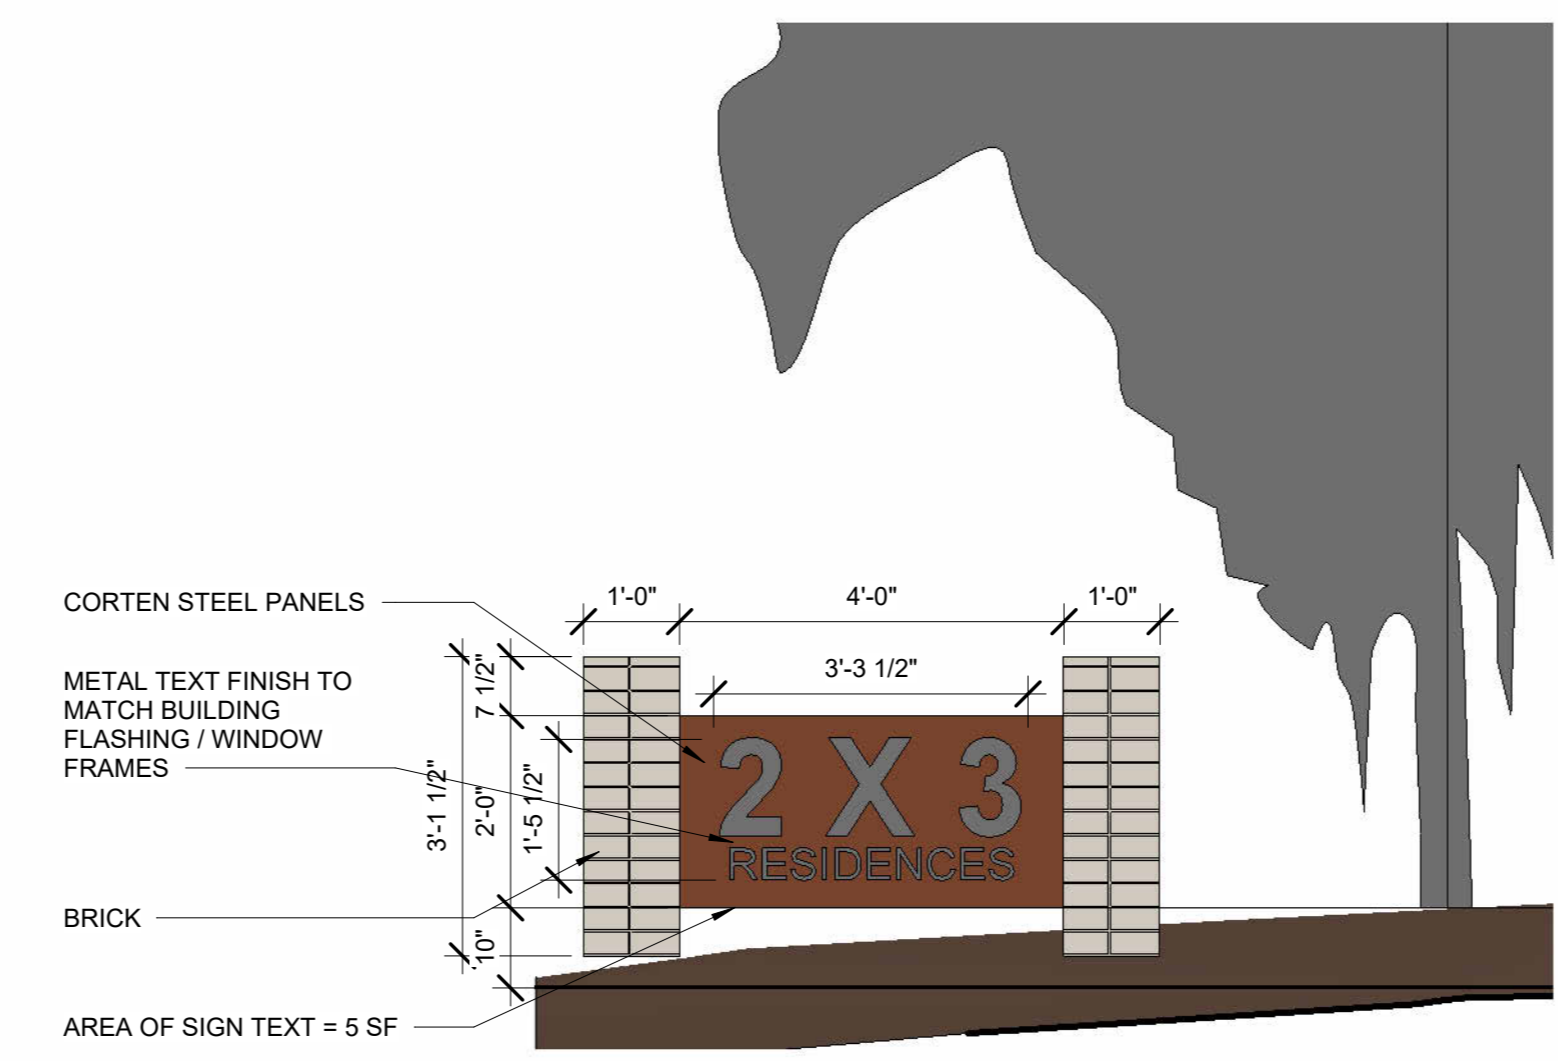 1'-0"
4'-0"
1'-0"
CORTEN STEEL PANELS
3'-3 1/2"
METAL TEXT FINISH TO
MATCH BUILDING
FLASHING / WINDOW
FRAMES
7 1/2"
3'-1 1/2"
2'-0"
1'-5 1/2"
10"
2 X 3
RESIDENCES
BRICK
AREA OF SIGN TEXT = 5 SF